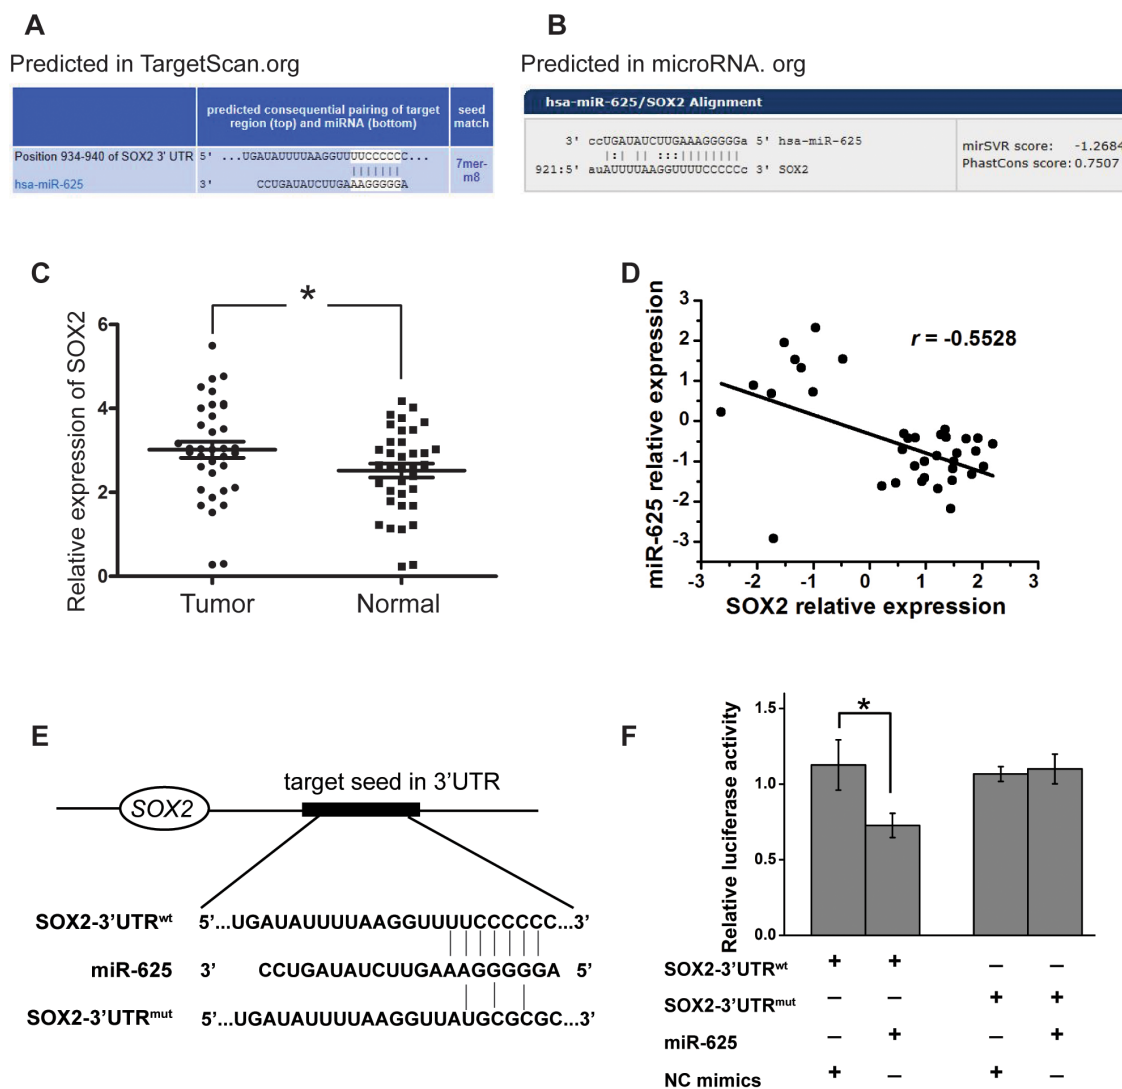 A
Predicted in TargetScan.org
predicted consequential pairing of target region (top) and miRNA (bottom)
seed match
Position 934-940 of SOX2 3' UTR 5' ...UGAUAUUUUAAGGUUUUCCCCCC...
7mer-m8
hsa-miR-625 3' CCUGAUAUCUUGAAAGGGGGA
B
Predicted in microRNA. org
hsa-miR-625/SOX2 Alignment
3' ccUGAUAUCUUGAAAGGGGGa 5' hsa-miR-625
921:5' auAUUUUAAGGUUUUCCCCCc 3' SOX2
mirSVR score: -1.2684
PhastCons score: 0.7507
C
Relative expression of SOX2
6
4
2
0
*
Tumor
Normal
D
miR-625 relative expression
3
2
1
0
-1
-2
-3
r = -0.5528
-3 -2 -1 0 1 2 3
SOX2 relative expression
E
SOX2
target seed in 3'UTR
SOX2-3'UTRwt 5'...UGAUAUUUUAAGGUUUUCCCCCC...3'
miR-625 3' CCUGAUAUCUUGAAAGGGGGA 5'
SOX2-3'UTRmut 5'...UGAUAUUUUAAGGUUAUGCGCGC...3'
F
Relative luciferase activity
1.5
1.0
0.5
0.0
*
SOX2-3'UTRwt + + – –
SOX2-3'UTRmut – – + +
miR-625 – + – +
NC mimics + – + –